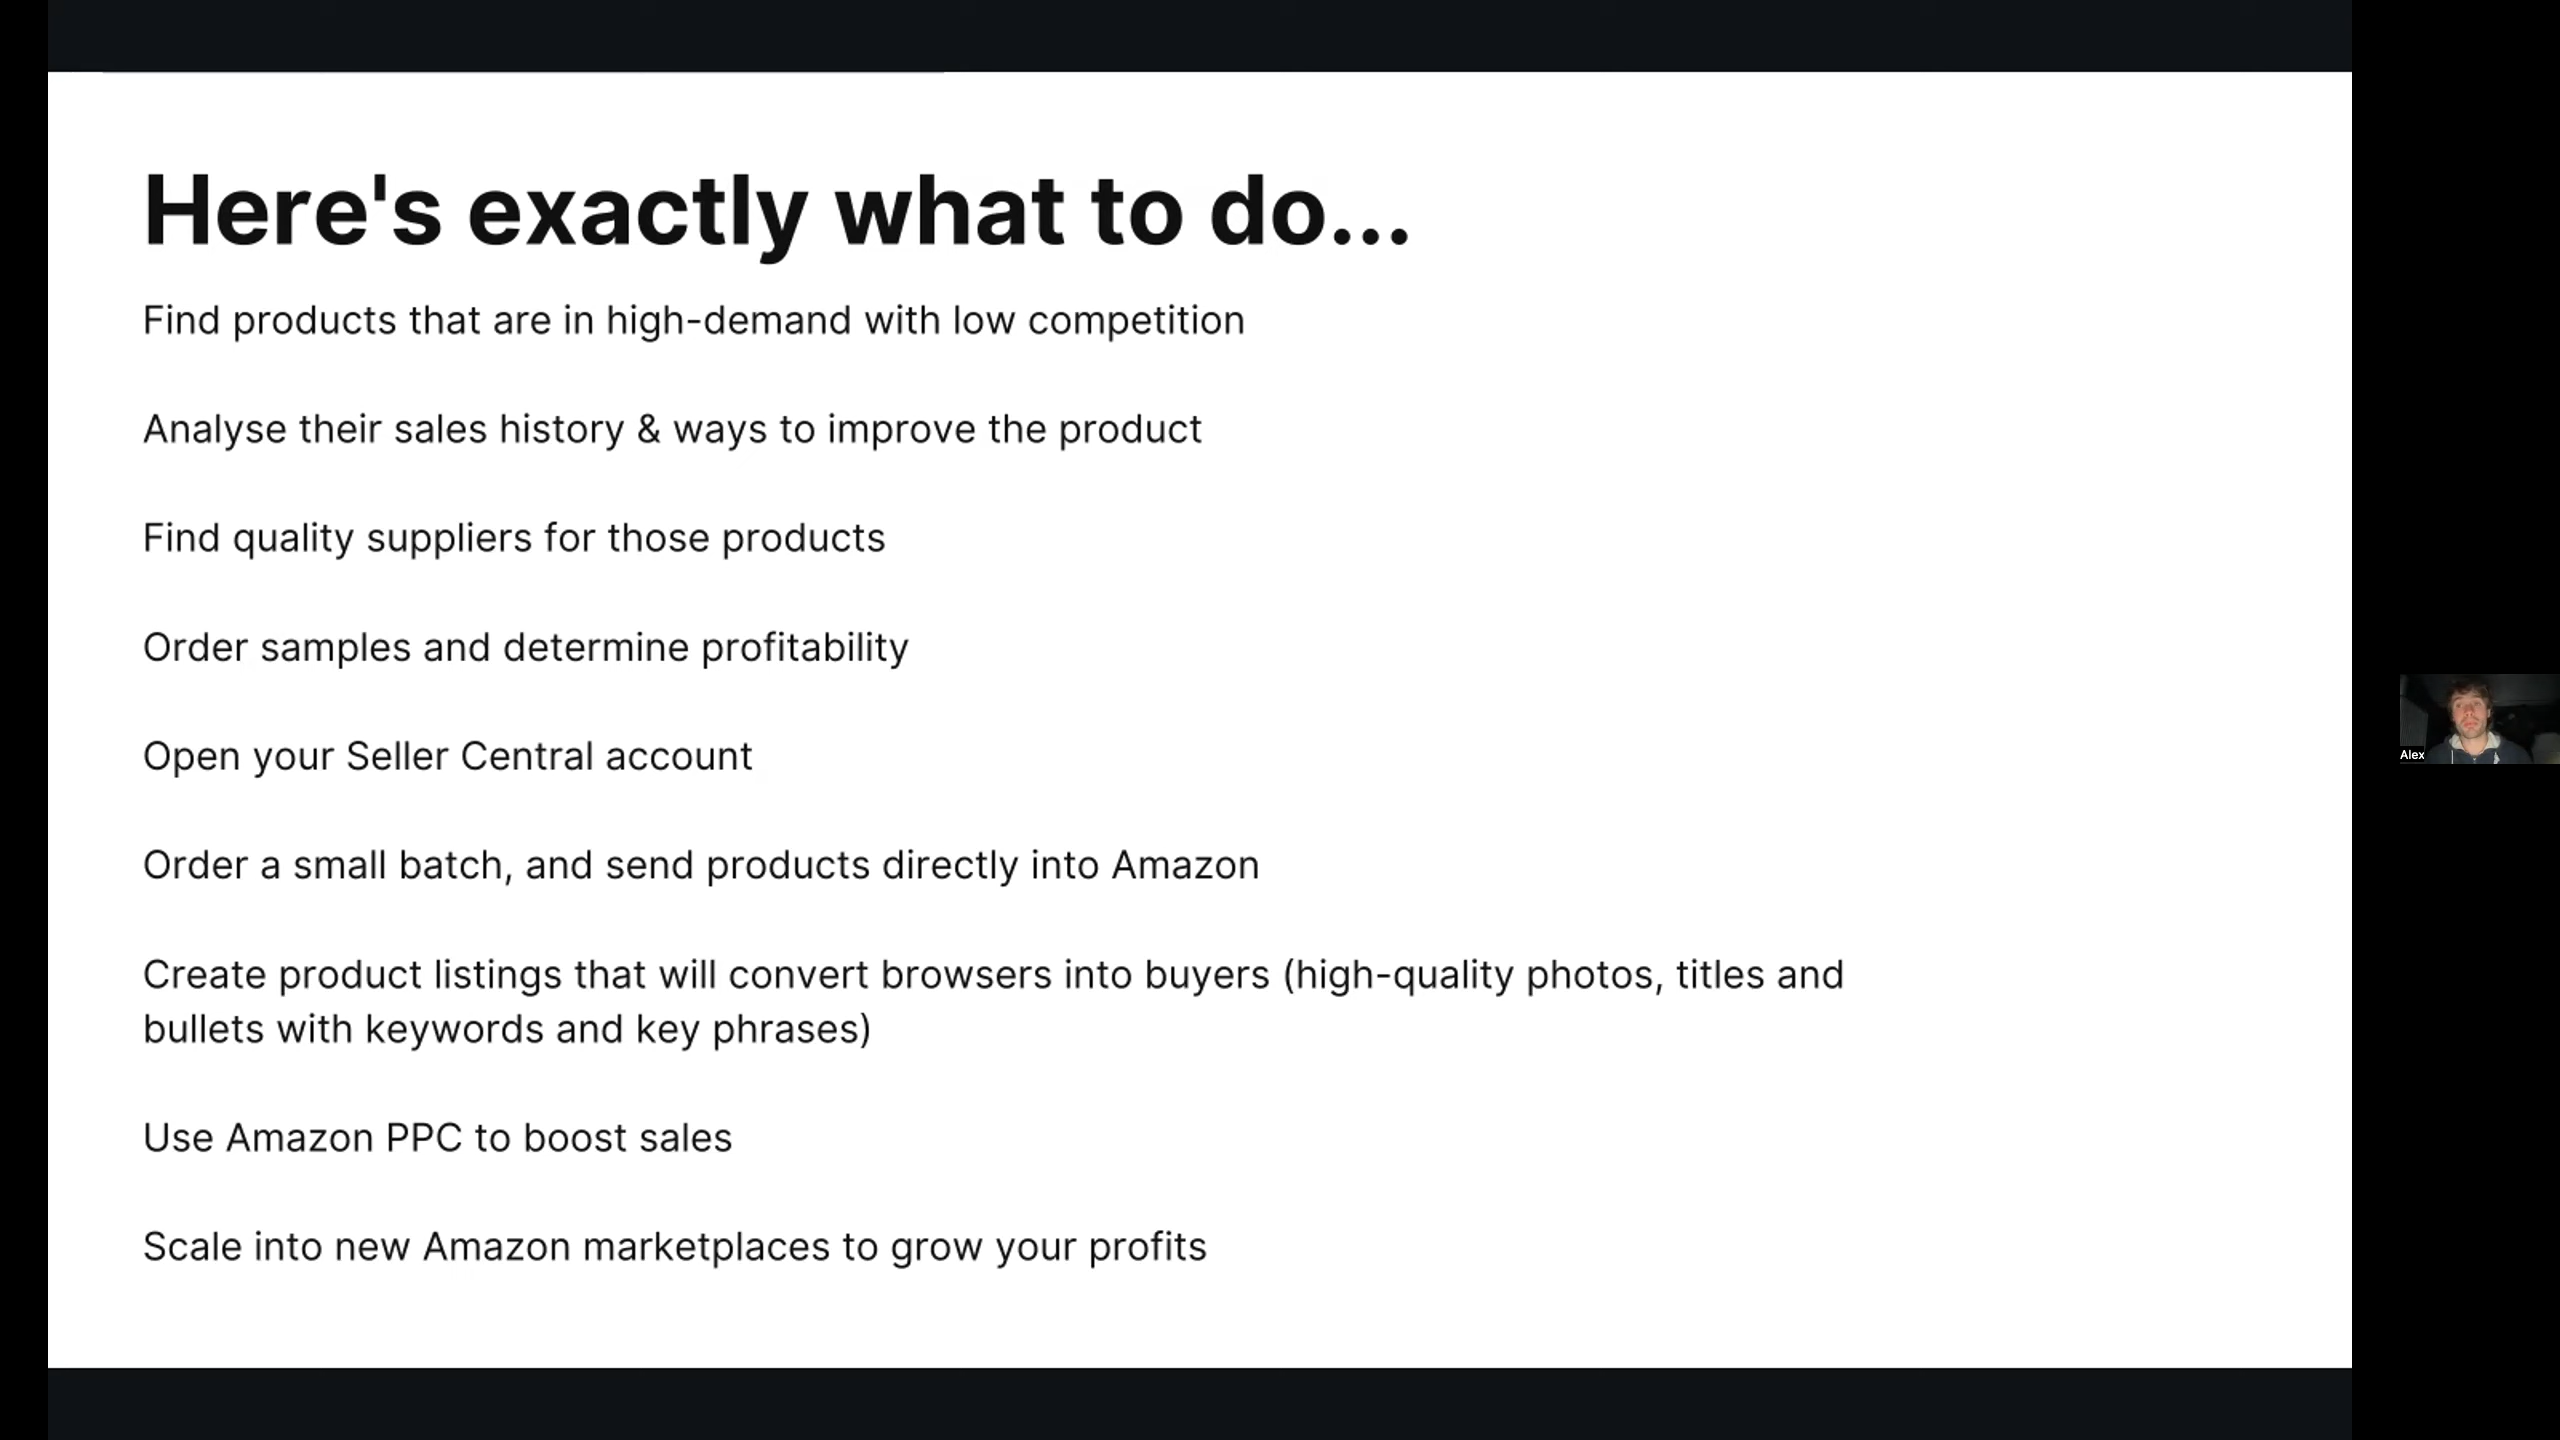 Here's exactly what to do...
Find products that are in high-demand with low competition
Analyse their sales history & ways to improve the product
Find quality suppliers for those products
Order samples and determine profitability
Open your Seller Central account
Order a small batch, and send products directly into Amazon
Create product listings that will convert browsers into buyers (high-quality photos, titles and
bullets with keywords and key phrases)
Use Amazon PPC to boost sales
Scale into new Amazon marketplaces to grow your profits
Alex